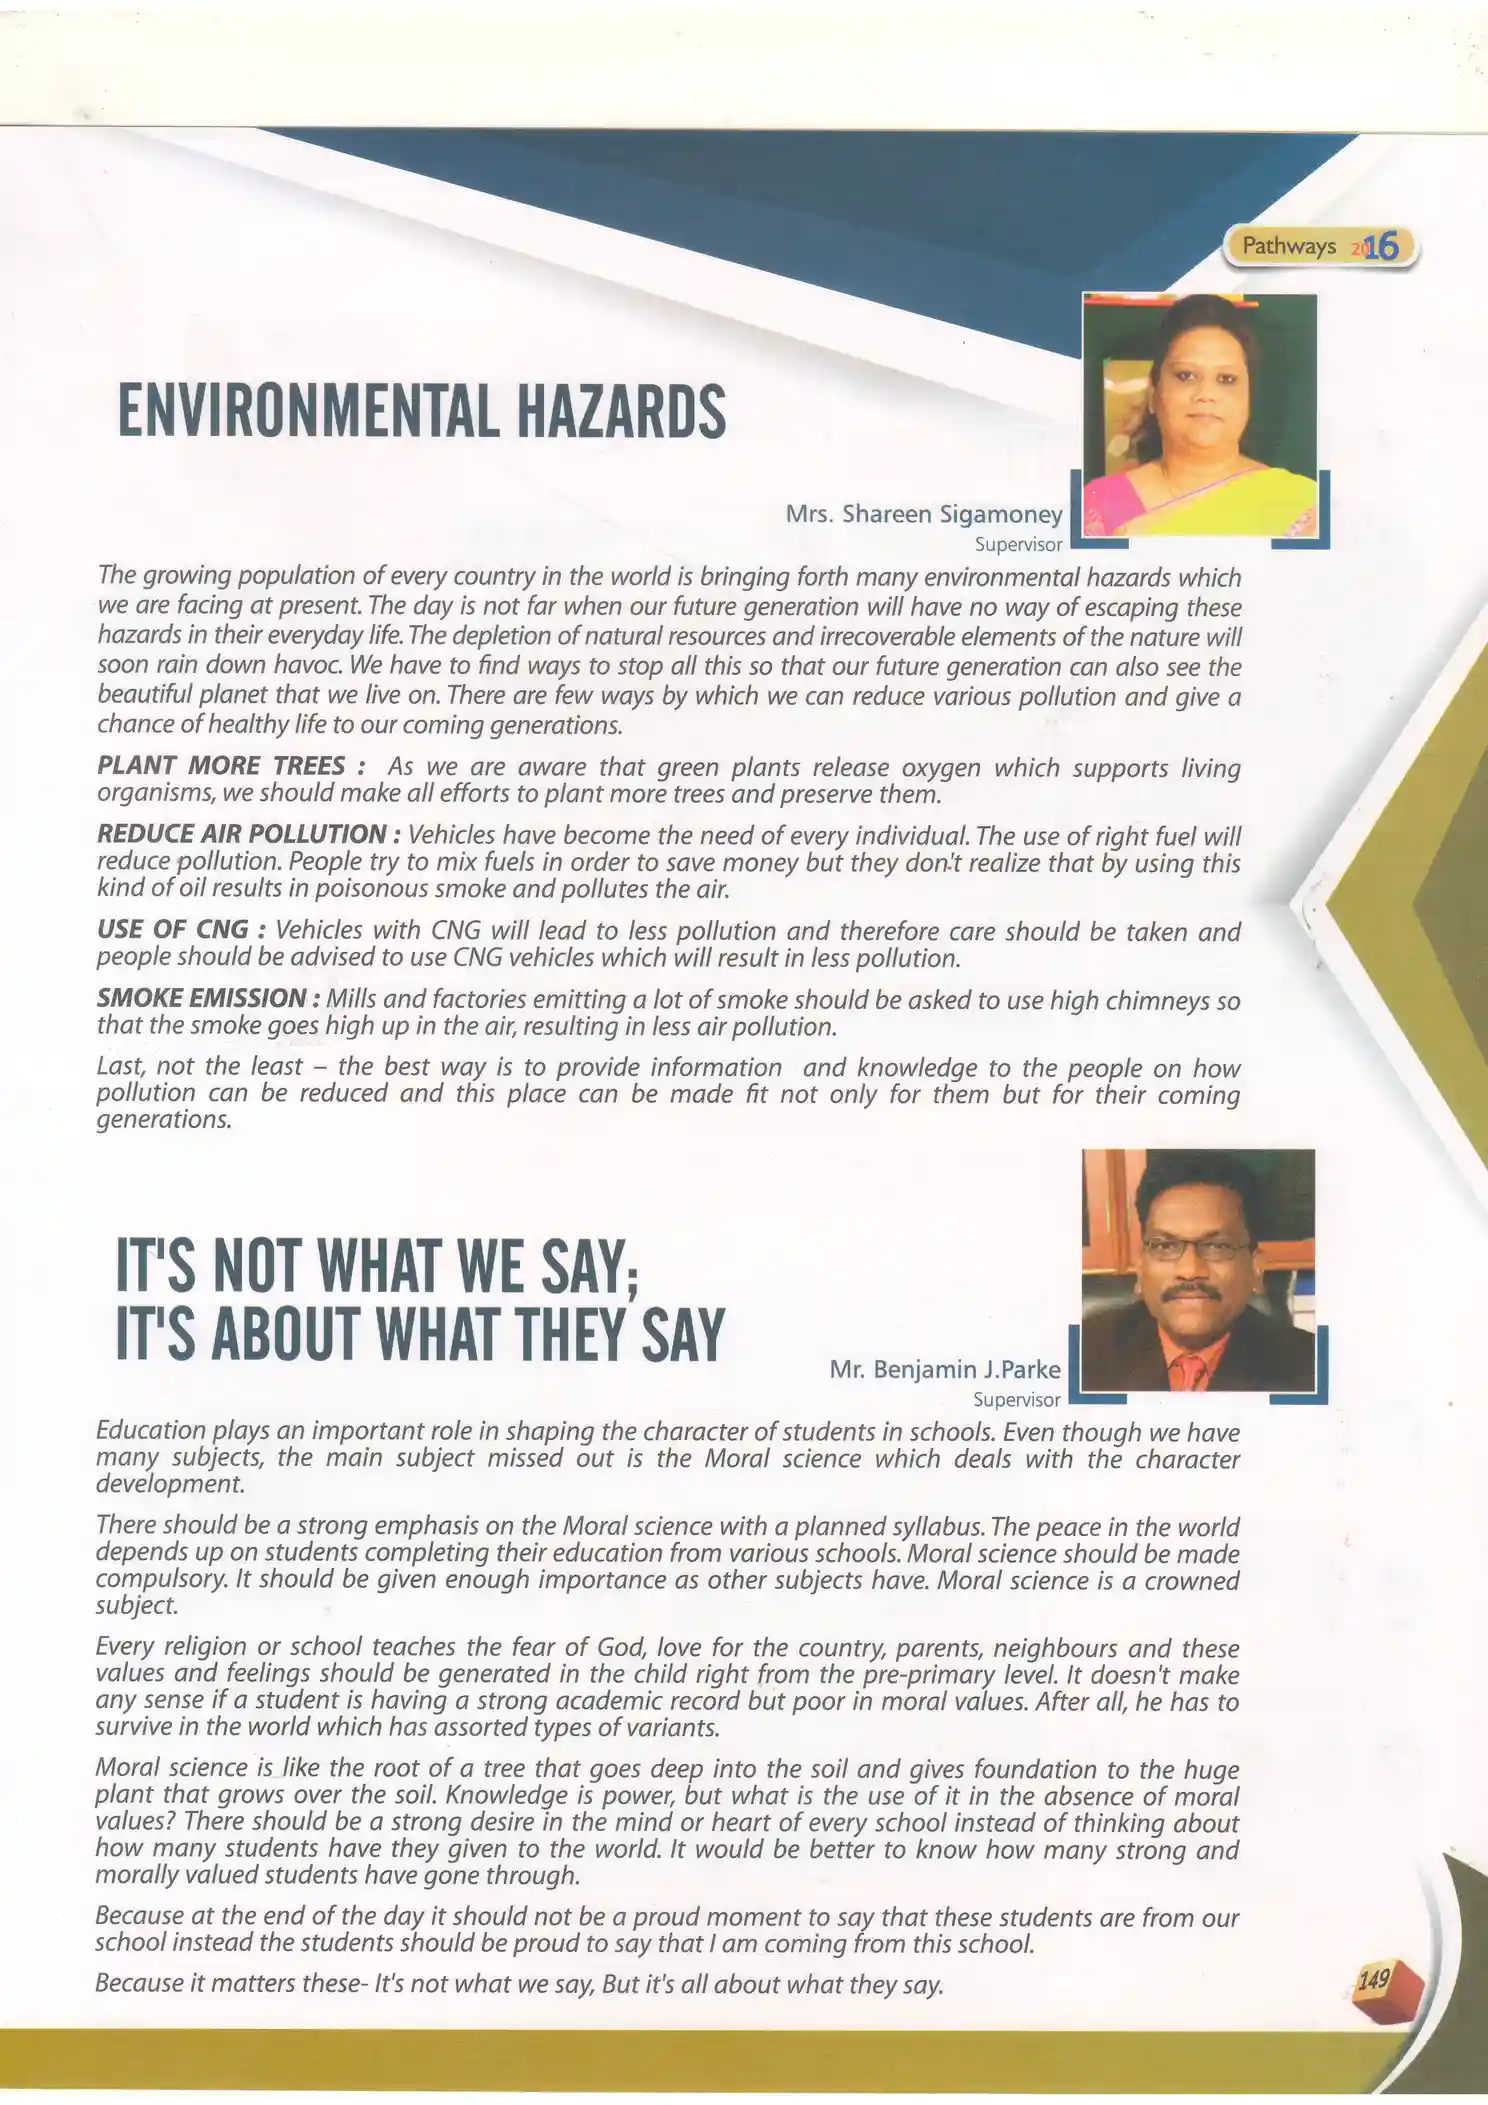 Pathways 2016
ENVIRONMENTAL HAZARDS
Mrs. Shareen Sigamoney
Supervisor
The growing population of every country in the world is bringing forth many environmental hazards which
we are facing at present. The day is not far when our future generation will have no way of escaping these
hazards in their everyday life. The depletion of natural resources and irrecoverable elements of the nature will
soon rain down havoc. We have to find ways to stop all this so that our future generation can also see the
beautiful planet that we live on. There are few ways by which we can reduce various pollution and give a
chance of healthy life to our coming generations.
PLANT MORE TREES : As we are aware that green plants release oxygen which supports living
organisms, we should make all efforts to plant more trees and preserve them.
REDUCE AIR POLLUTION : Vehicles have become the need of every individual. The use of right fuel will
reduce pollution. People try to mix fuels in order to save money but they don't realize that by using this
kind of oil results in poisonous smoke and pollutes the air.
USE OF CNG : Vehicles with CNG will lead to less pollution and therefore care should be taken and
people should be advised to use CNG vehicles which will result in less pollution.
SMOKE EMISSION : Mills and factories emitting a lot of smoke should be asked to use high chimneys so
that the smoke goes high up in the air, resulting in less air pollution.
Last, not the least – the best way is to provide information and knowledge to the people on how
pollution can be reduced and this place can be made fit not only for them but for their coming
generations.
IT'S NOT WHAT WE SAY;
IT'S ABOUT WHAT THEY SAY
Mr. Benjamin J.Parke
Supervisor
Education plays an important role in shaping the character of students in schools. Even though we have
many subjects, the main subject missed out is the Moral science which deals with the character
development.
There should be a strong emphasis on the Moral science with a planned syllabus. The peace in the world
depends up on students completing their education from various schools. Moral science should be made
compulsory. It should be given enough importance as other subjects have. Moral science is a crowned
subject.
Every religion or school teaches the fear of God, love for the country, parents, neighbours and these
values and feelings should be generated in the child right from the pre-primary level. It doesn't make
any sense if a student is having a strong academic record but poor in moral values. After all, he has to
survive in the world which has assorted types of variants.
Moral science is like the root of a tree that goes deep into the soil and gives foundation to the huge
plant that grows over the soil. Knowledge is power, but what is the use of it in the absence of moral
values? There should be a strong desire in the mind or heart of every school instead of thinking about
how many students have they given to the world. It would be better to know how many strong and
morally valued students have gone through.
Because at the end of the day it should not be a proud moment to say that these students are from our
school instead the students should be proud to say that I am coming from this school.
Because it matters these- It's not what we say, But it's all about what they say.
149